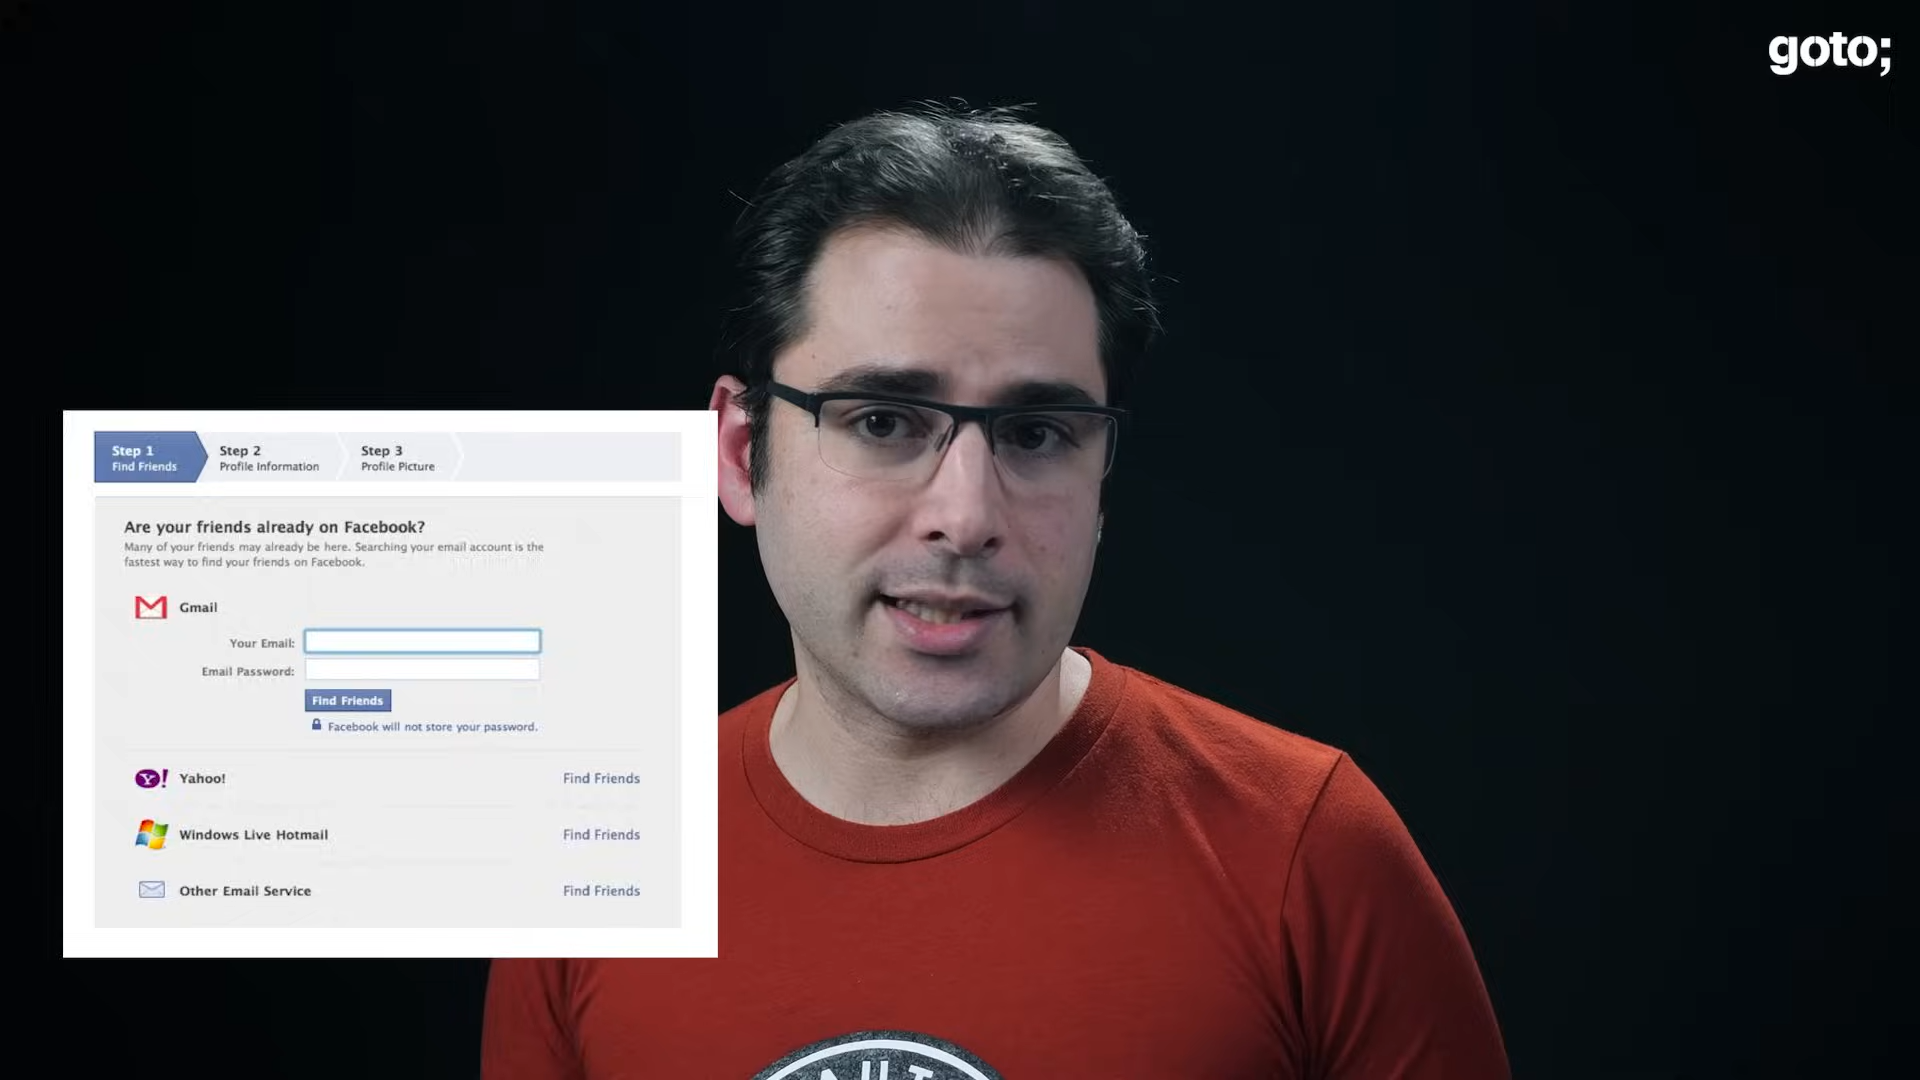 goto;
Step 1
Find Friends
Step 2
Profile Information
Step 3
Profile Picture
Are your friends already on Facebook?
Many of your friends may already be here. Searching your email account is the
fastest way to find your friends on Facebook.
Gmail
Your Email:
Email Password:
Find Friends
Facebook will not store your password.
Y! Yahoo!
Find Friends
Windows Live Hotmail
Find Friends
Other Email Service
Find Friends